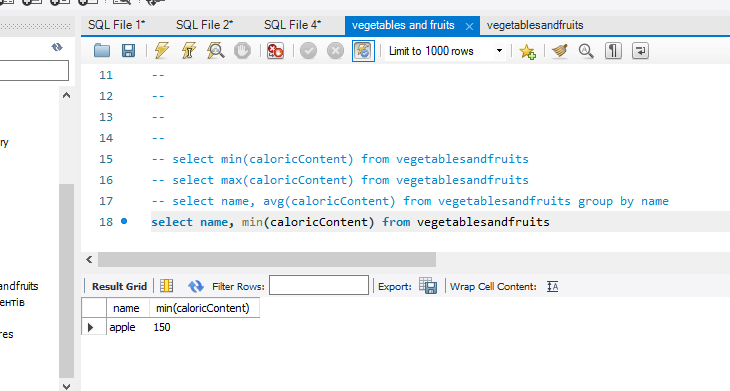 SQL File 1*
SQL File 2*
SQL File 4*
vegetables and fruits
vegetablesandfruits
Limit to 1000 rows
11 --
12 --
13 --
14 --
15 -- select min(caloricContent) from vegetablesandfruits
16 -- select max(caloricContent) from vegetablesandfruits
17 -- select name, avg(caloricContent) from vegetablesandfruits group by name
18 select name, min(caloricContent) from vegetablesandfruits
ry
andfruits
ентів
res
Result Grid
Filter Rows:
Export:
Wrap Cell Content:
name min(caloricContent)
apple 150